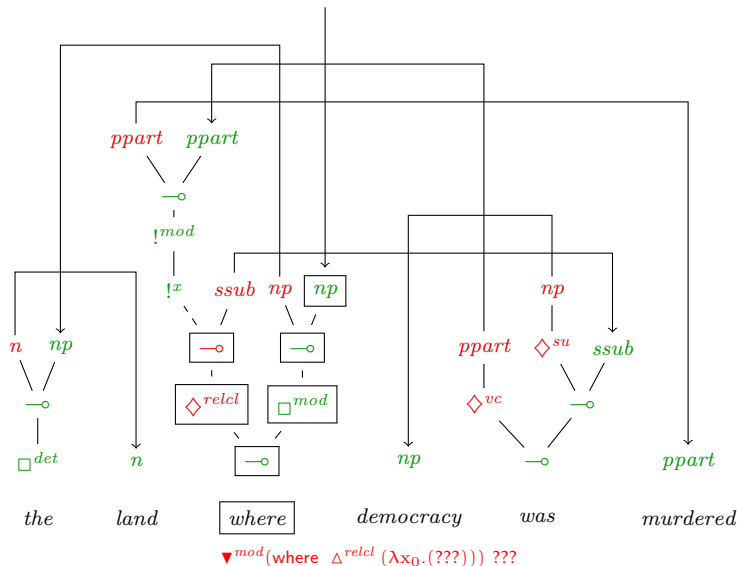 ppart ppart
⊸
!mod
!x ssub np np np
n np ⊸ ⊸ ppart ◇su ssub
⊸ ◇relcl □mod ◇vc ⊸
□det n ⊸ np ⊸ ppart
the land where democracy was murdered
▼mod(where △relcl (λx₀.(???))) ???